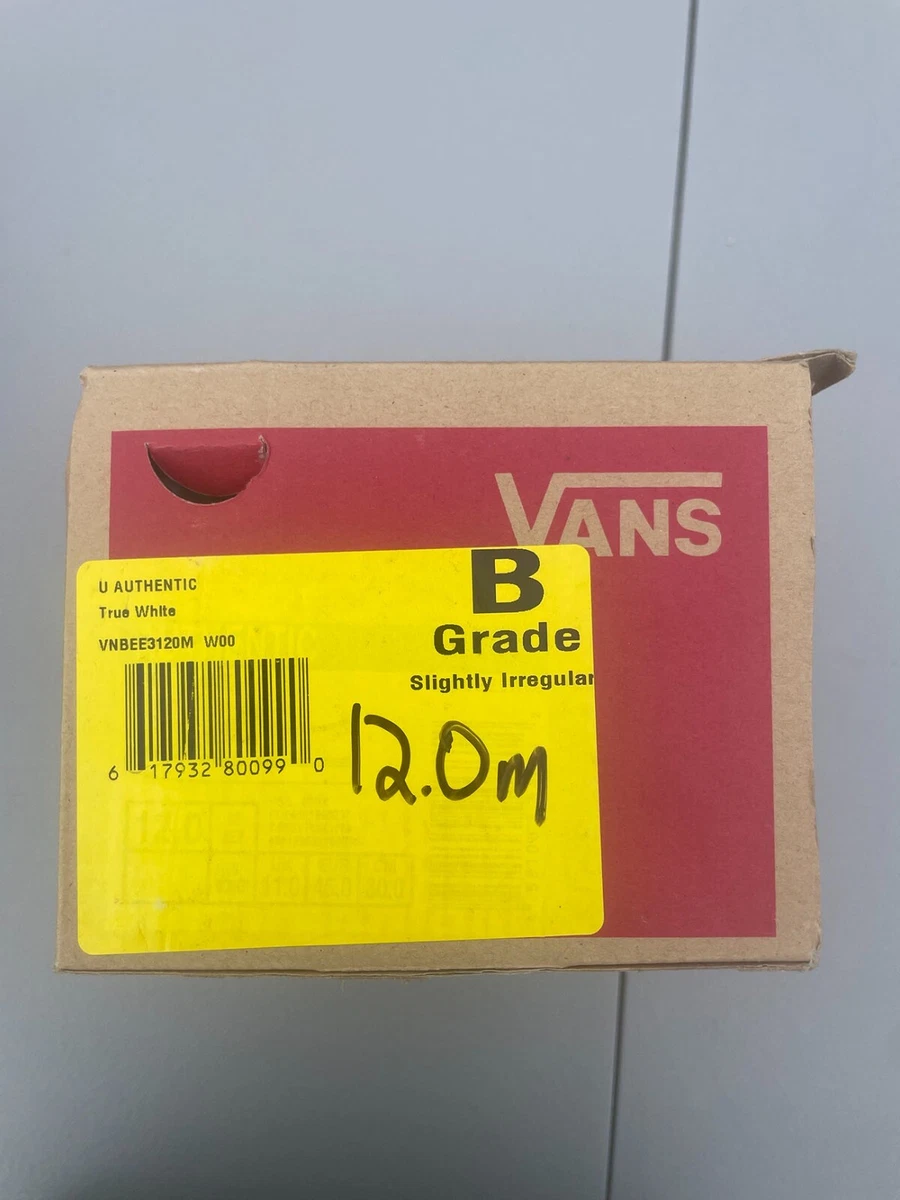 VANS
B
Grade
Slightly Irregular
U AUTHENTIC
True White
VNBEE3120M W00
6 17932 80099 0
12.0m